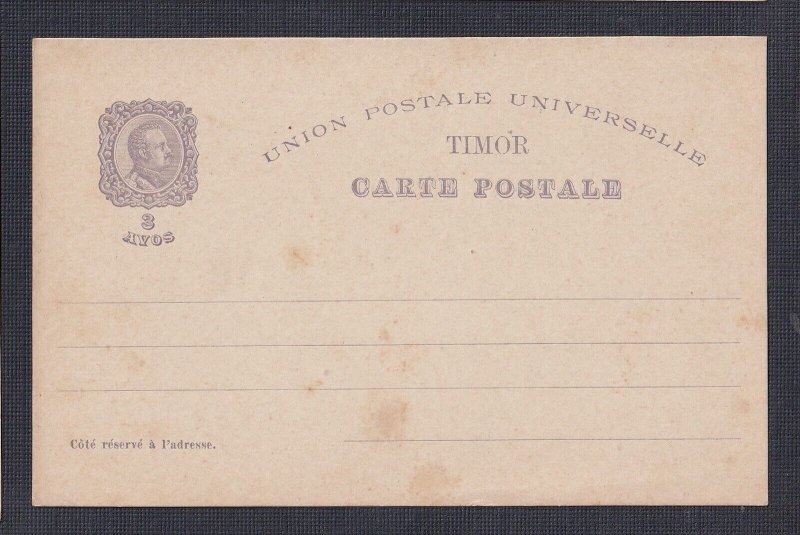 UNION POSTALE UNIVERSELLE
TIMOR
CARTE POSTALE
3
AVOS
Côté réservé à l'adresse.